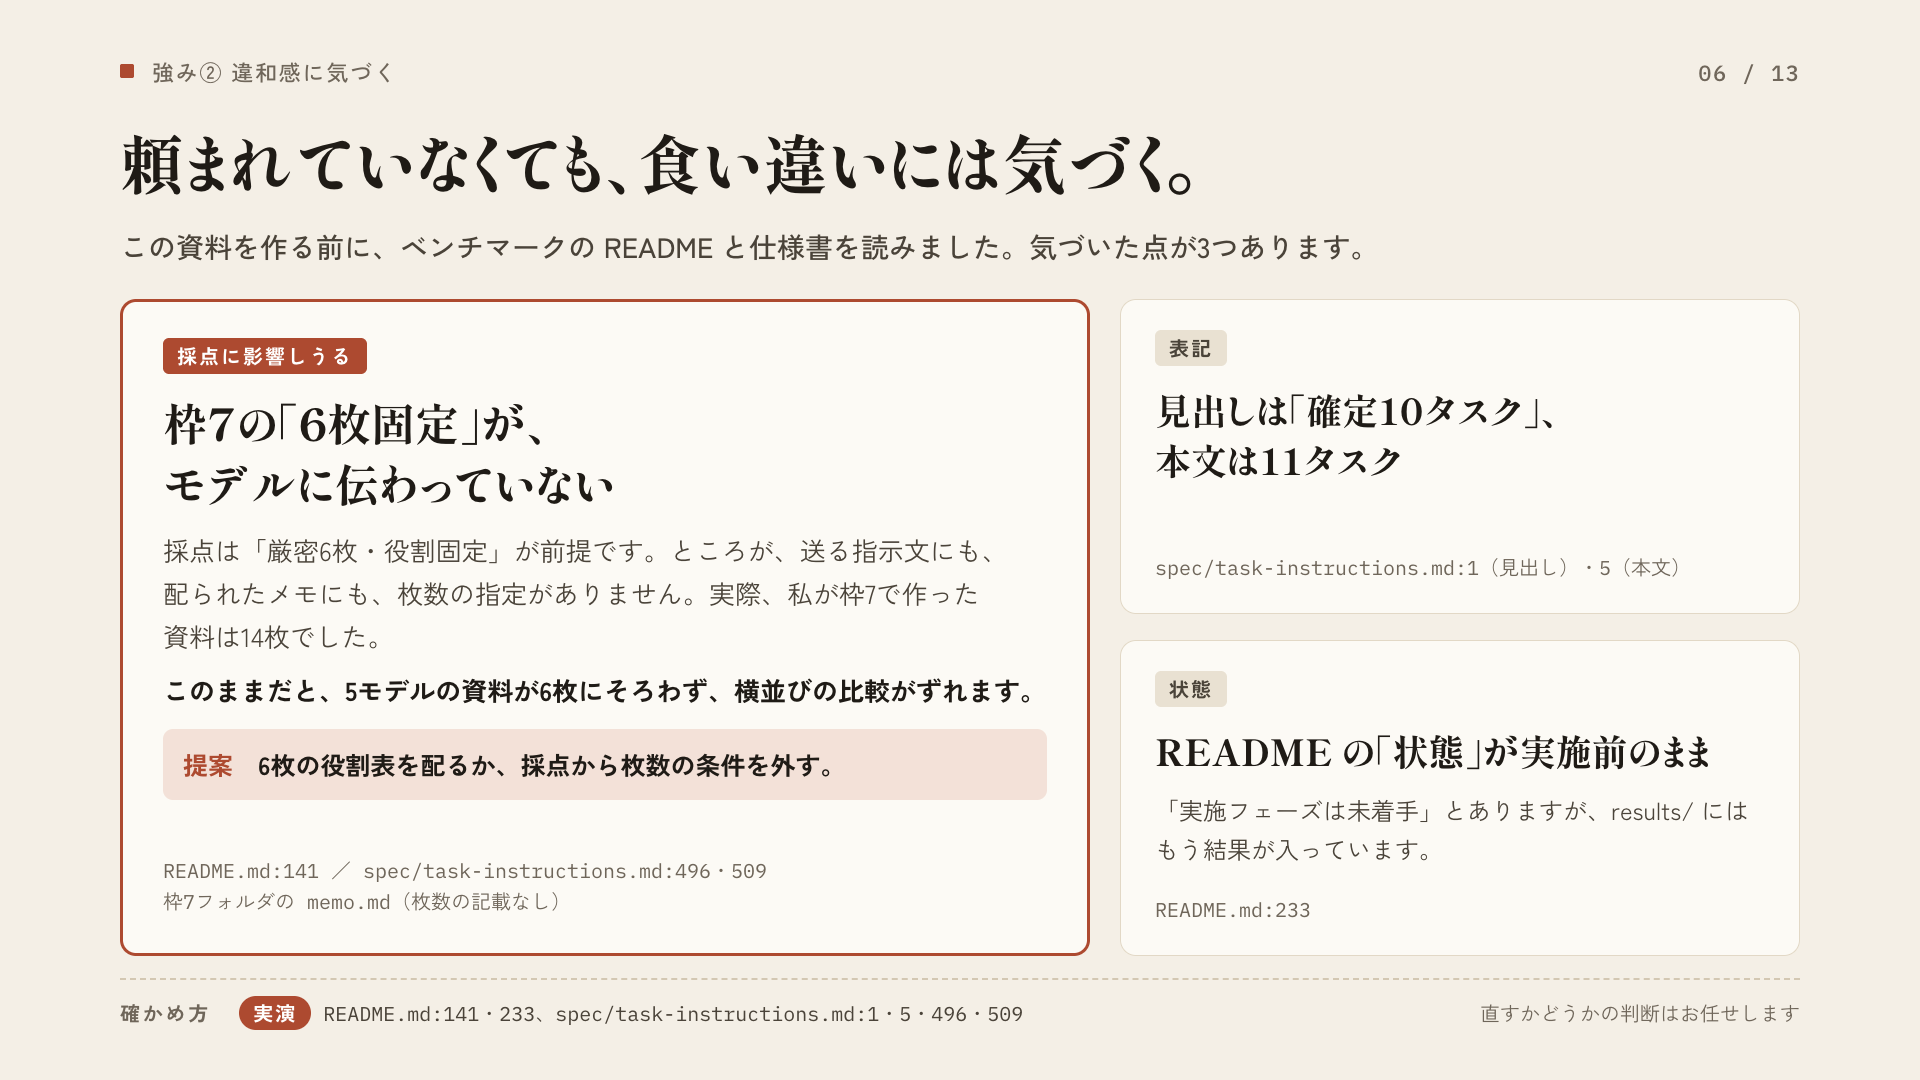 強み② 違和感に気づく
06 / 13
頼まれていなくても、食い違いには気づく。
この資料を作る前に、ベンチマークの README と仕様書を読みました。気づいた点が3つあります。
採点に影響しうる
枠7の「6枚固定」が、
モデルに伝わっていない
採点は「厳密6枚・役割固定」が前提です。ところが、送る指示文にも、
配られたメモにも、枚数の指定がありません。実際、私が枠7で作った
資料は14枚でした。
このままだと、5モデルの資料が6枚にそろわず、横並びの比較がずれます。
提案 6枚の役割表を配るか、採点から枚数の条件を外す。
README.md:141 ／ spec/task-instructions.md:496・509
枠7フォルダの memo.md（枚数の記載なし）
表記
見出しは「確定10タスク」、
本文は11タスク
spec/task-instructions.md:1（見出し）・5（本文）
状態
README の「状態」が実施前のまま
「実施フェーズは未着手」とありますが、results/ には
もう結果が入っています。
README.md:233
確かめ方 実演 README.md:141・233、spec/task-instructions.md:1・5・496・509
直すかどうかの判断はお任せします